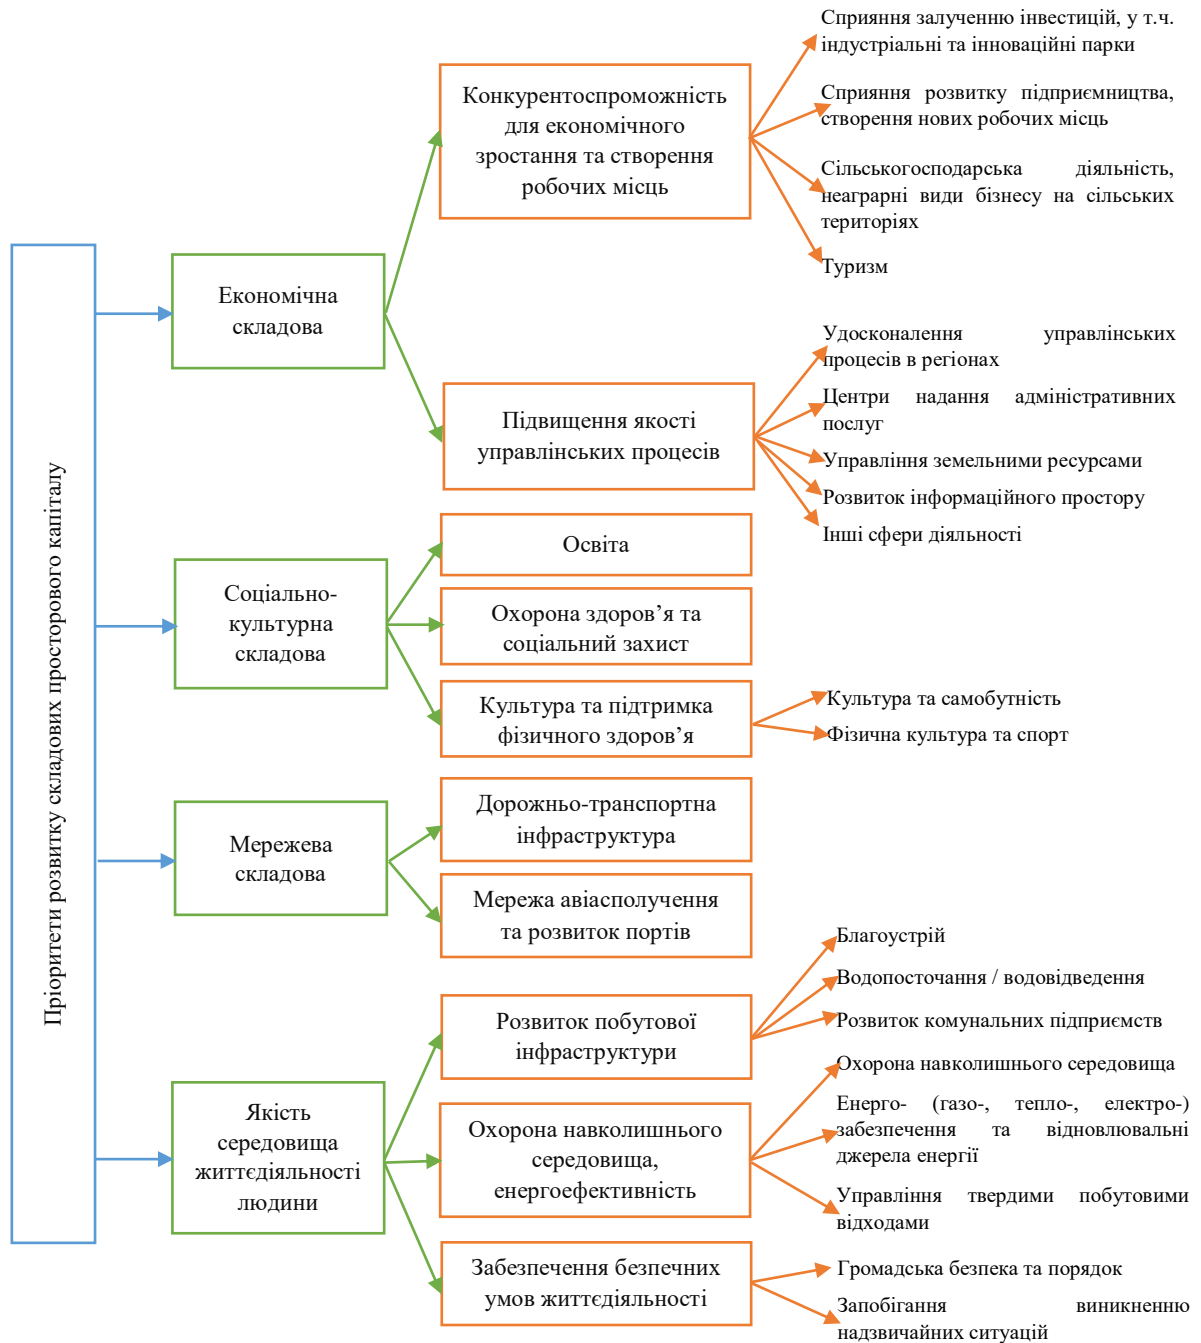 Пріоритети розвитку складових просторового капіталу
Економічна
складова
Конкурентоспроможність
для економічного
зростання та створення
робочих місць
Сприяння залученню інвестицій, у т.ч.
індустріальні та інноваційні парки
Сприяння розвитку підприємництва,
створення нових робочих місць
Сільськогосподарська діяльність,
неаграрні види бізнесу на сільських
територіях
Туризм
Підвищення якості
управлінських процесів
Удосконалення управлінських
процесів в регіонах
Центри надання адміністративних
послуг
Управління земельними ресурсами
Розвиток інформаційного простору
Інші сфери діяльності
Соціально-
культурна
складова
Освіта
Охорона здоров’я та
соціальний захист
Культура та підтримка
фізичного здоров’я
Культура та самобутність
Фізична культура та спорт
Мережева
складова
Дорожньо-транспортна
інфраструктура
Мережа авіасполучення
та розвиток портів
Якість
середовища
життєдіяльності
людини
Розвиток побутової
інфраструктури
Благоустрій
Водопосточання / водовідведення
Розвиток комунальних підприємств
Охорона навколишнього
середовища,
енергоефективність
Охорона навколишнього середовища
Енерго- (газо-, тепло-, електро-)
забезпечення та відновлювальні
джерела енергії
Управління твердими побутовими
відходами
Забезпечення безпечних
умов життєдіяльності
Громадська безпека та порядок
Запобігання виникненню
надзвичайних ситуацій